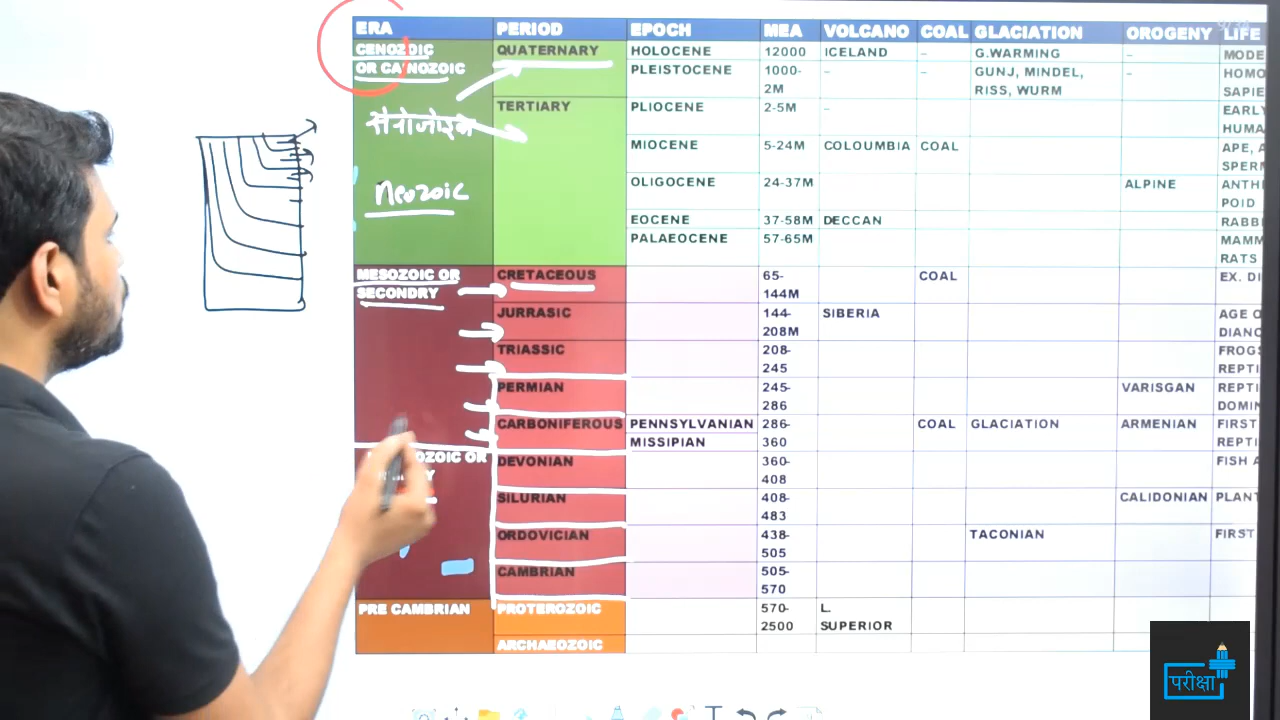 ERA PERIOD EPOCH MEA VOLCANO COAL GLACIATION OROGENY LIFE
CENOZOIC QUATERNARY HOLOCENE 12000 ICELAND – G.WARMING – MODE
OR CAINOZOIC PLEISTOCENE 1000- – – GUNJ, MINDEL, – HOMO
2M RISS, WURM SAPIE
सेनोजोइक TERTIARY PLIOCENE 2-5M – EARLY
HUMA
MIOCENE 5-24M COLOUMBIA COAL APE, A
SPERM
Neozoic OLIGOCENE 24-37M ALPINE ANTH
POID
EOCENE 37-58M DECCAN RABB
PALAEOCENE 57-65M MAMM
RATS
MESOZOIC OR CRETACEOUS 65- COAL EX. DI
SECONDRY 144M
JURRASIC 144- SIBERIA AGE O
208M DIANO
TRIASSIC 208- FROG
245 REPTI
PERMIAN 245- VARISGAN REPTI
286 DOMIN
CARBONIFEROUS PENNSYLVANIAN 286- COAL GLACIATION ARMENIAN FIRST
MISSIPIAN 360 REPTI
OZOIC OR DEVONIAN 360- FISH A
408
SILURIAN 408- CALIDONIAN PLANT
483
ORDOVICIAN 438- TACONIAN FIRST
505
CAMBRIAN 505-
570
PRE CAMBRIAN PROTEROZOIC 570- L.
2500 SUPERIOR
ARCHAEOZOIC
परीक्षा